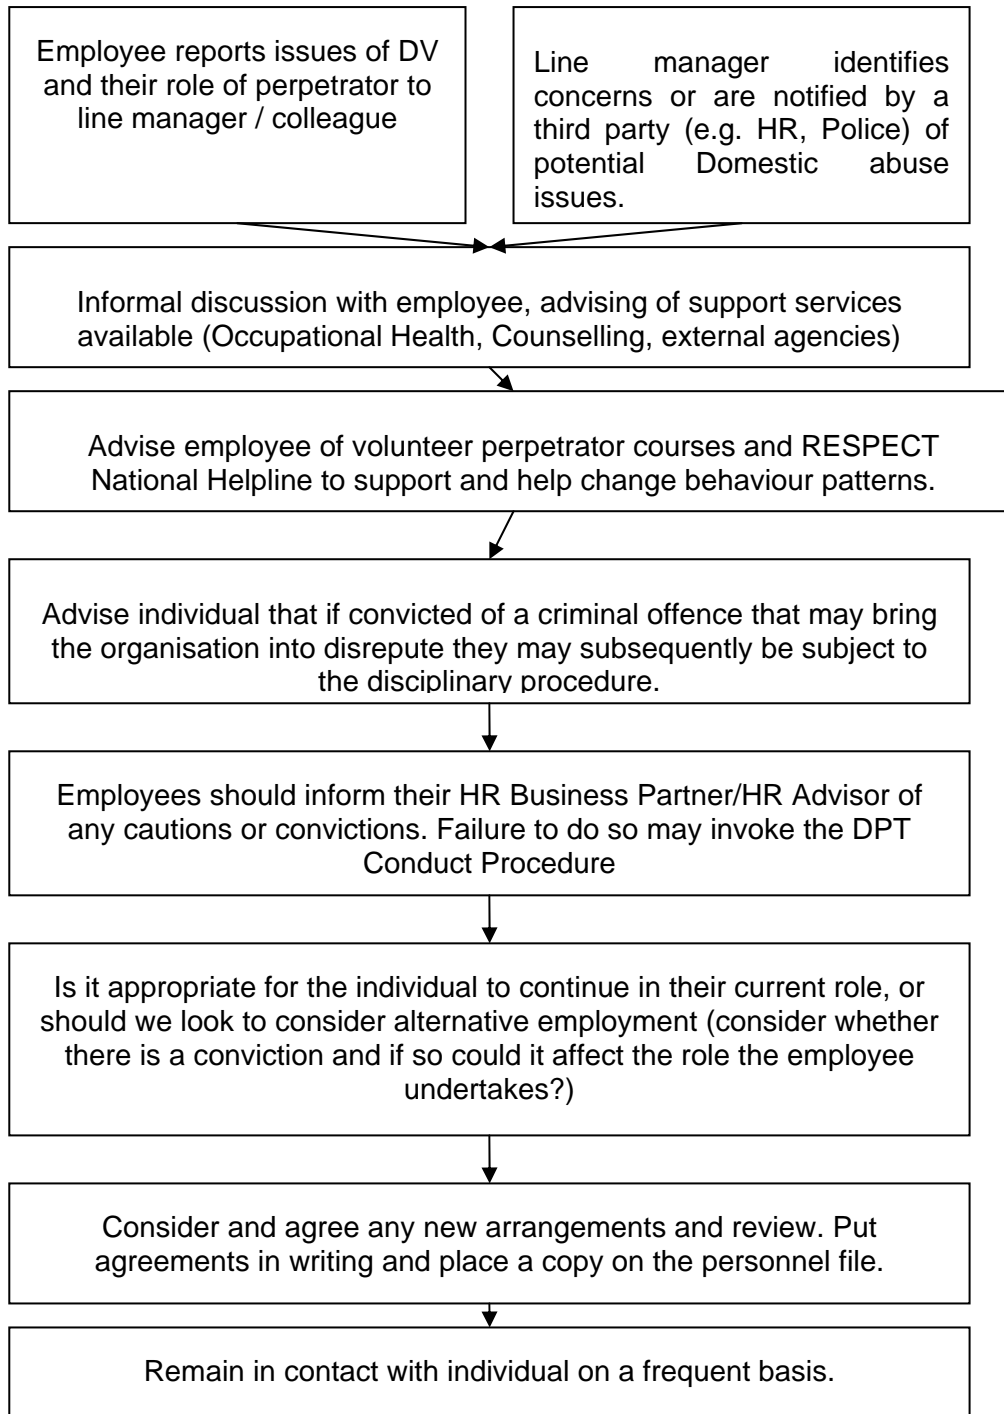 Employee reports issues of DV
and their role of perpetrator to
line manager / colleague
Line manager identifies
concerns or are notified by a
third party (e.g. HR, Police) of
potential Domestic abuse
issues.
Informal discussion with employee, advising of support services
available (Occupational Health, Counselling, external agencies)
Advise employee of volunteer perpetrator courses and RESPECT
National Helpline to support and help change behaviour patterns.
Advise individual that if convicted of a criminal offence that may bring
the organisation into disrepute they may subsequently be subject to
the disciplinary procedure.
Employees should inform their HR Business Partner/HR Advisor of
any cautions or convictions. Failure to do so may invoke the DPT
Conduct Procedure
Is it appropriate for the individual to continue in their current role, or
should we look to consider alternative employment (consider whether
there is a conviction and if so could it affect the role the employee
undertakes?)
Consider and agree any new arrangements and review. Put
agreements in writing and place a copy on the personnel file.
Remain in contact with individual on a frequent basis.